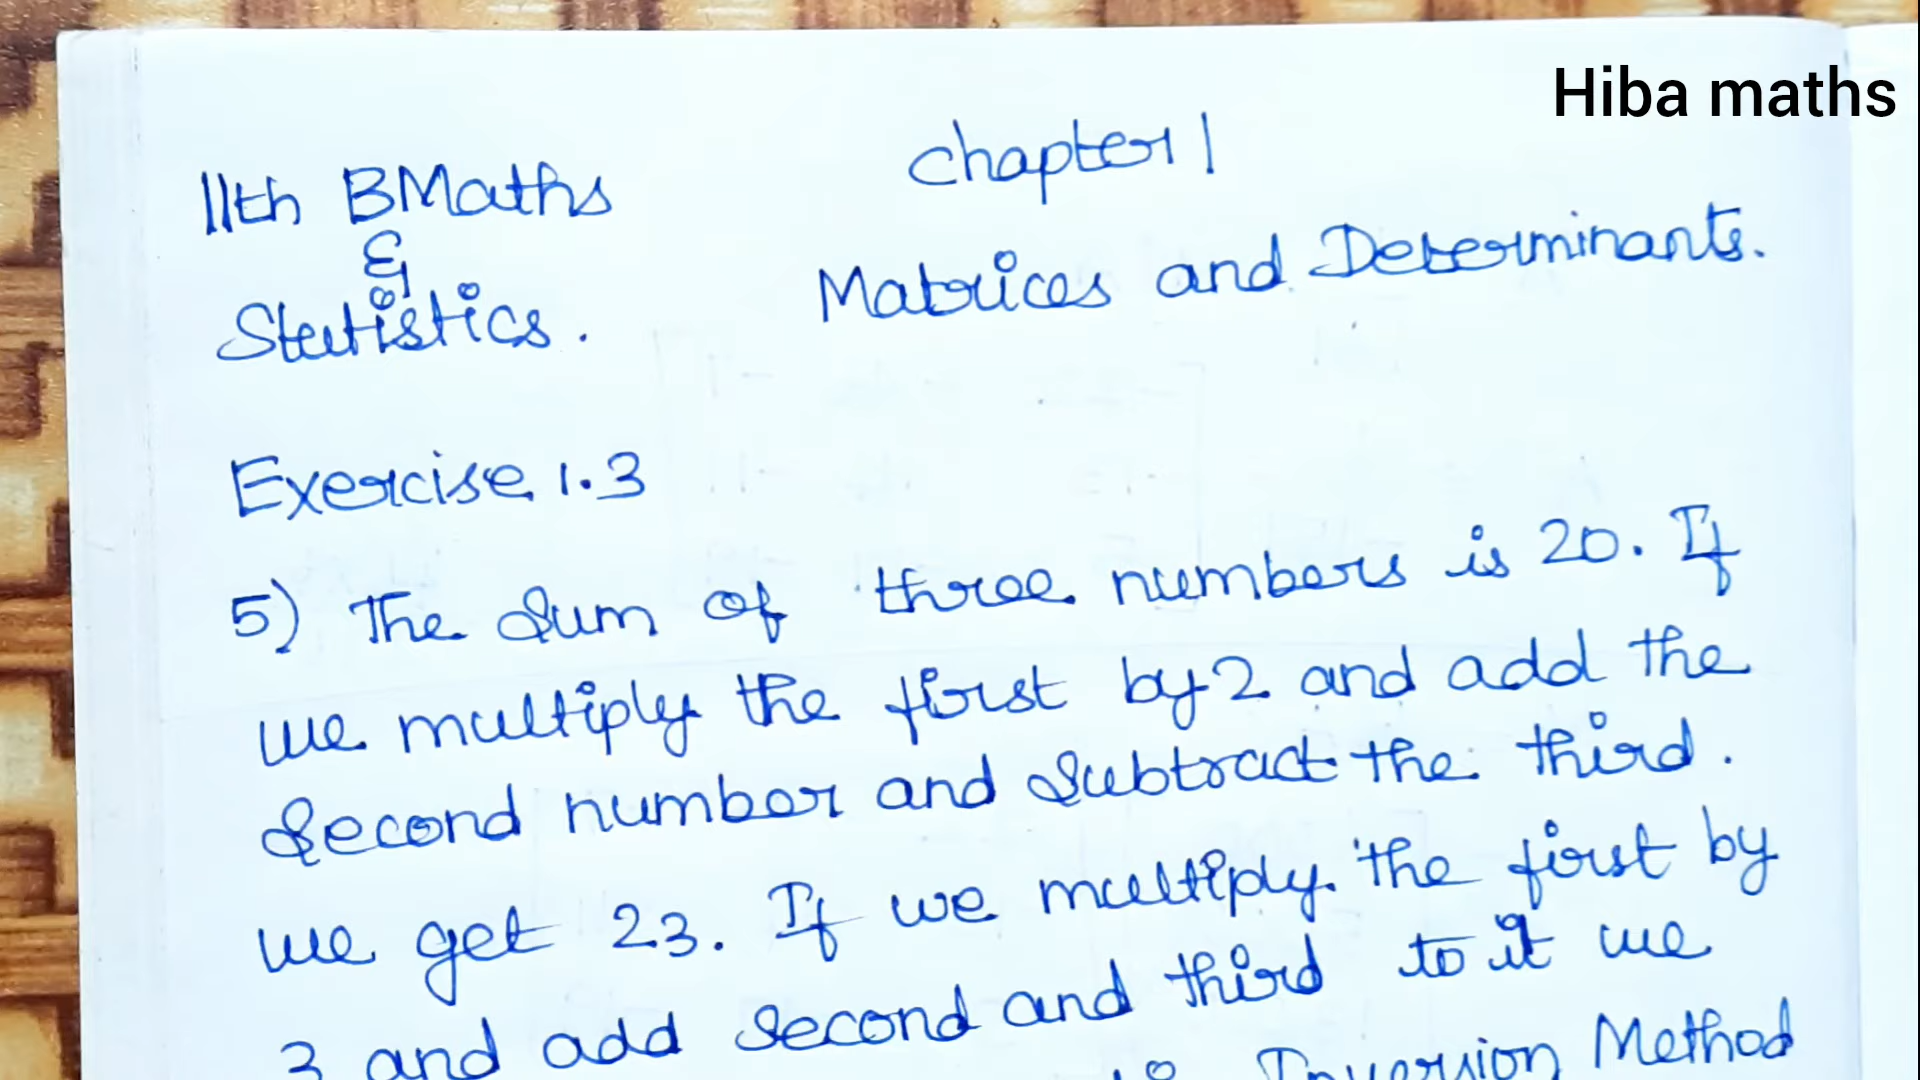 Hiba maths
11th BMaths
&
Statistics.
Chapter 1
Matrices and Determinants.
Exercise 1.3
5) The Sum of three numbers is 20. If
we multiply the first by 2 and add the
Second number and Subtract the third.
we get 23. If we multiply the first by
3 and add second and third to it we
Inversion Method